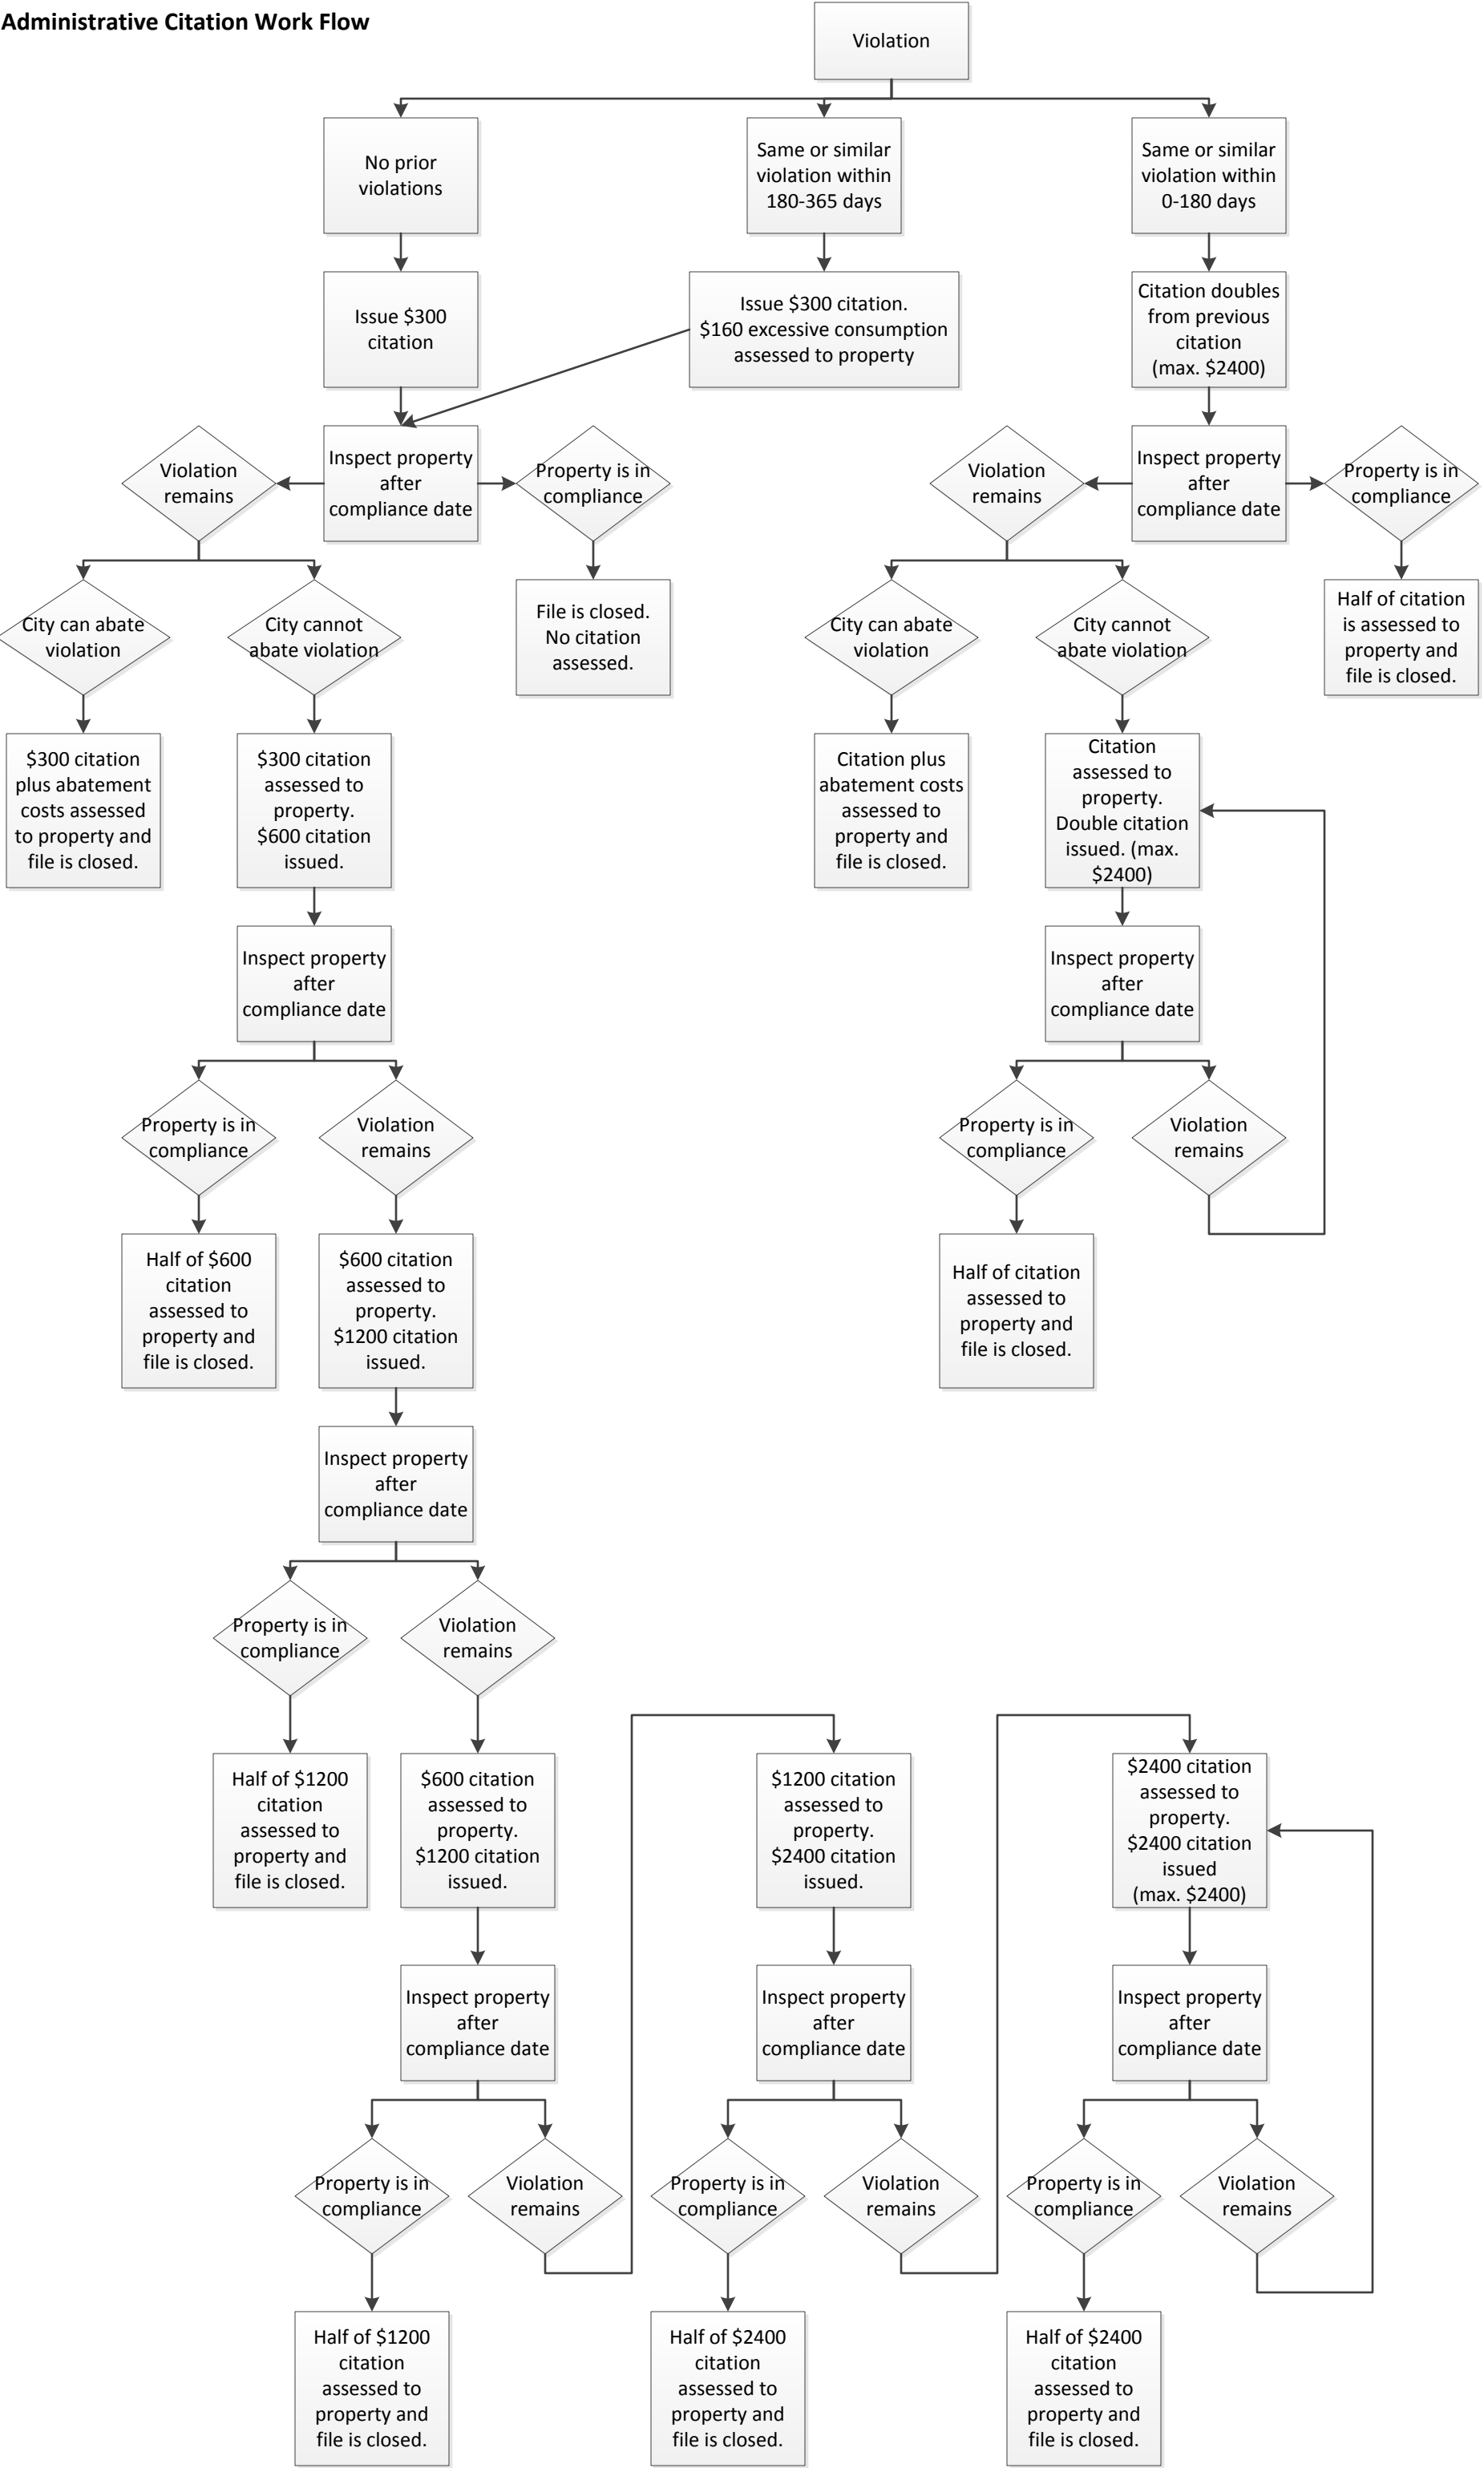 Administrative Citation Work Flow
Violation
No prior
violations
Same or similar
violation within
180-365 days
Same or similar
violation within
0-180 days
Issue $300
citation
Issue $300 citation.
$160 excessive consumption
assessed to property
Citation doubles
from previous
citation
(max. $2400)
Violation
remains
Inspect property
after
compliance date
Property is in
compliance
Violation
remains
Inspect property
after
compliance date
Property is in
compliance
City can abate
violation
City cannot
abate violation
File is closed.
No citation
assessed.
City can abate
violation
City cannot
abate violation
Half of citation
is assessed to
property and
file is closed.
$300 citation
plus abatement
costs assessed
to property and
file is closed.
$300 citation
assessed to
property.
$600 citation
issued.
Citation plus
abatement costs
assessed to
property and
file is closed.
Citation
assessed to
property.
Double citation
issued. (max.
$2400)
Inspect property
after
compliance date
Inspect property
after
compliance date
Property is in
compliance
Violation
remains
Property is in
compliance
Violation
remains
Half of $600
citation
assessed to
property and
file is closed.
$600 citation
assessed to
property.
$1200 citation
issued.
Half of citation
assessed to
property and
file is closed.
Inspect property
after
compliance date
Property is in
compliance
Violation
remains
Half of $1200
citation
assessed to
property and
file is closed.
$600 citation
assessed to
property.
$1200 citation
issued.
$1200 citation
assessed to
property.
$2400 citation
issued.
$2400 citation
assessed to
property.
$2400 citation
issued
(max. $2400)
Inspect property
after
compliance date
Inspect property
after
compliance date
Inspect property
after
compliance date
Property is in
compliance
Violation
remains
Property is in
compliance
Violation
remains
Property is in
compliance
Violation
remains
Half of $1200
citation
assessed to
property and
file is closed.
Half of $2400
citation
assessed to
property and
file is closed.
Half of $2400
citation
assessed to
property and
file is closed.